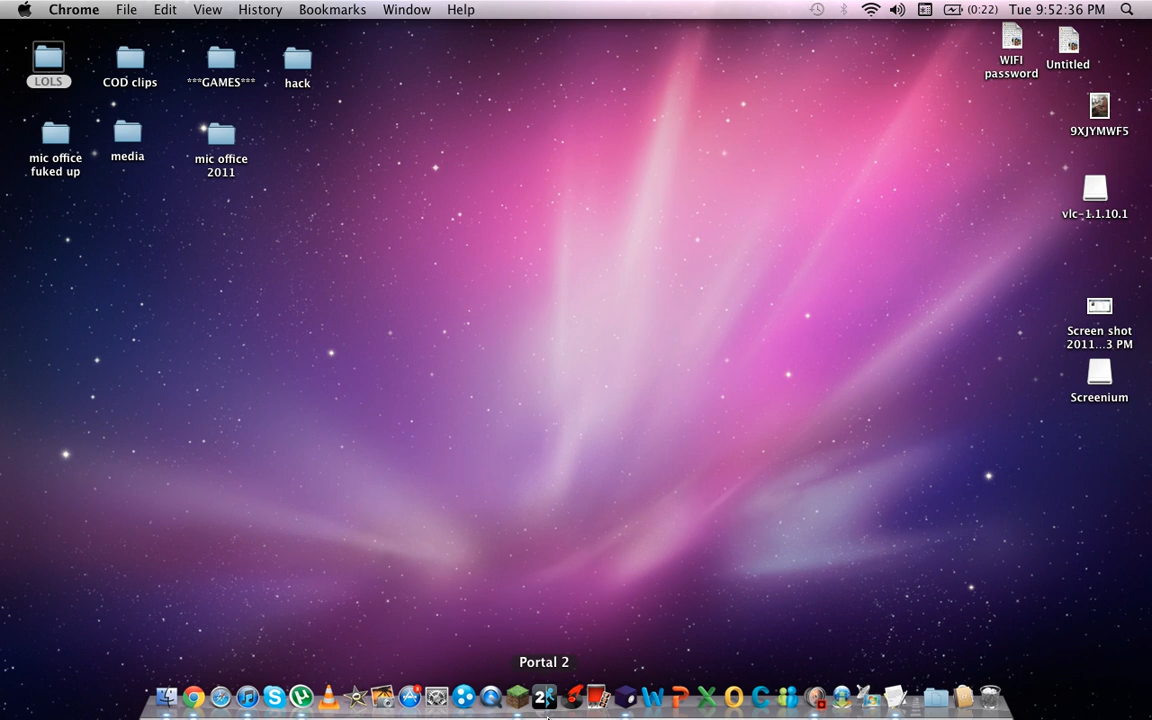 Chrome File Edit View History Bookmarks Window Help (0:22) Tue 9:52:36 PM
LOLS
COD clips
***GAMES***
hack
WIFI
password
Untitled
9XJYMWF5
mic office
fuked up
media
mic office
2011
vlc-1.1.10.1
Screen shot
2011...3 PM
Screenium
Portal 2